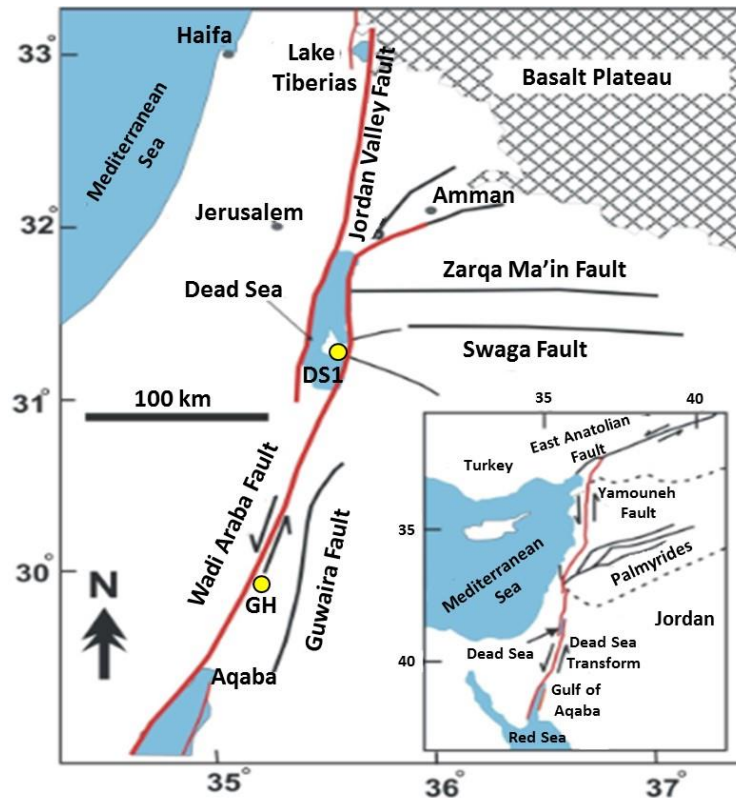 33°
Haifa
Lake
Tiberias
Basalt Plateau
Mediterranean
Sea
Jordan Valley Fault
Amman
Jerusalem
32°
Zarqa Ma'in Fault
Dead Sea
Swaga Fault
DS1
31°
100 km
Wadi Araba Fault
Guwaira Fault
30°
N
GH
Aqaba
35°
36°
37°
35
40
East Anatolian
Fault
Turkey
Yamouneh
Fault
35
Mediterranean
Sea
Palmyrides
Jordan
Dead Sea
Dead Sea
Transform
40
Gulf of
Aqaba
Red Sea